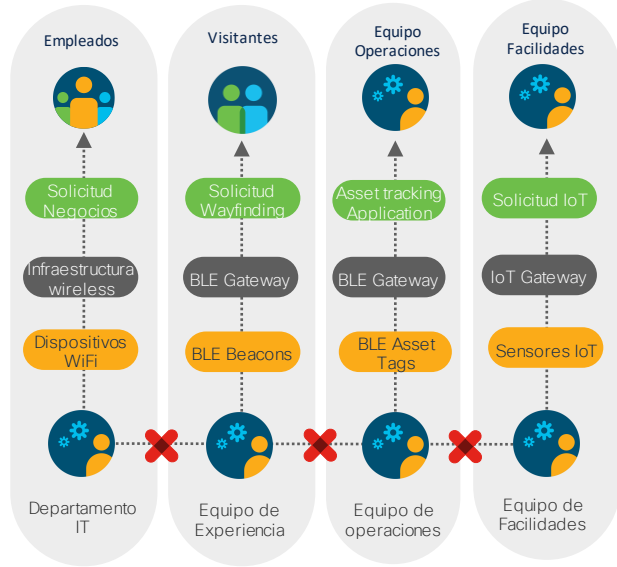 Empleados
Visitantes
Equipo
Operaciones
Equipo
Facilidades
Solicitud
Negocios
Solicitud
Wayfinding
Asset tracking
Application
Solicitud IoT
Infraestructura
wireless
BLE Gateway
BLE Gateway
IoT Gateway
Dispositivos
WiFi
BLE Beacons
BLE Asset
Tags
Sensores IoT
Departamento
IT
Equipo de
Experiencia
Equipo de
operaciones
Equipo de
Facilidades